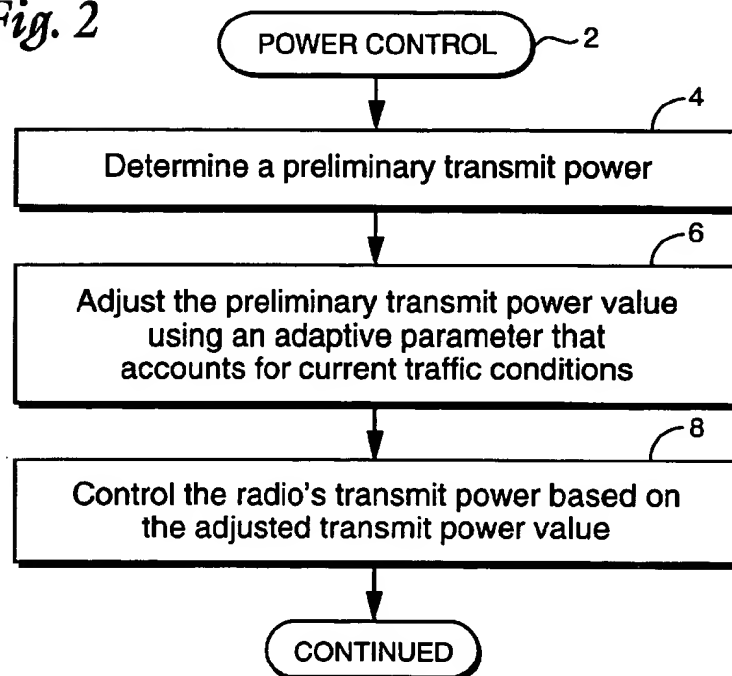 Fig. 2
POWER CONTROL
2
4
Determine a preliminary transmit power
6
Adjust the preliminary transmit power value
using an adaptive parameter that
accounts for current traffic conditions
8
Control the radio's transmit power based on
the adjusted transmit power value
CONTINUED